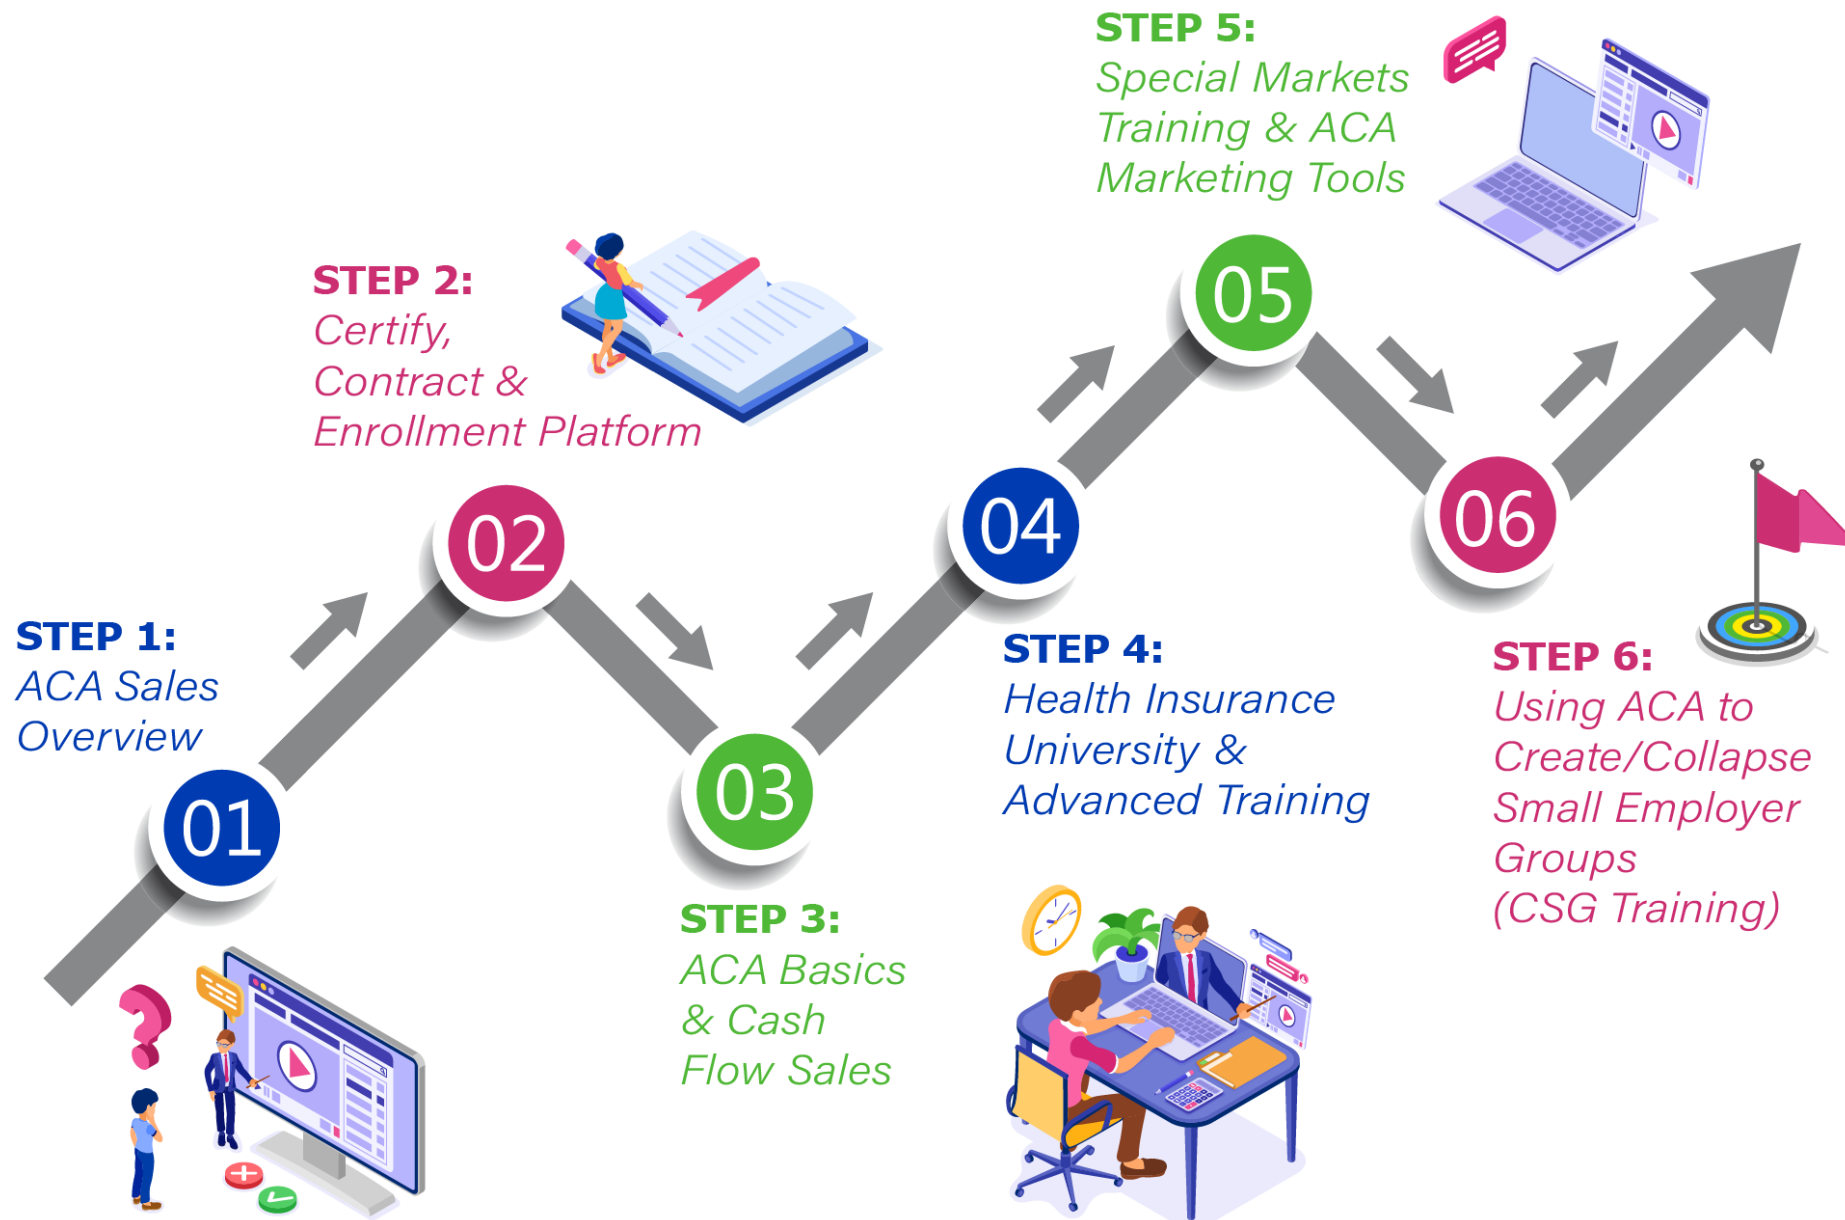 STEP 1:
ACA Sales
Overview
01
STEP 2:
Certify,
Contract &
Enrollment Platform
02
03
STEP 3:
ACA Basics
& Cash
Flow Sales
04
STEP 4:
Health Insurance
University &
Advanced Training
STEP 5:
Special Markets
Training & ACA
Marketing Tools
05
06
STEP 6:
Using ACA to
Create/Collapse
Small Employer
Groups
(CSG Training)